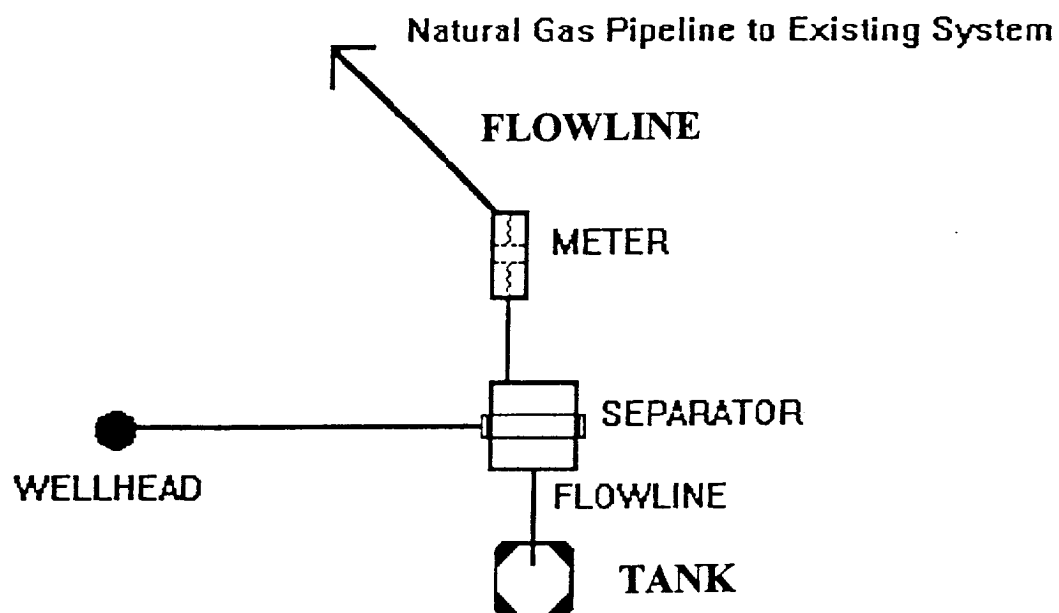 Natural Gas Pipeline to Existing System
FLOWLINE
METER
SEPARATOR
WELLHEAD
FLOWLINE
TANK